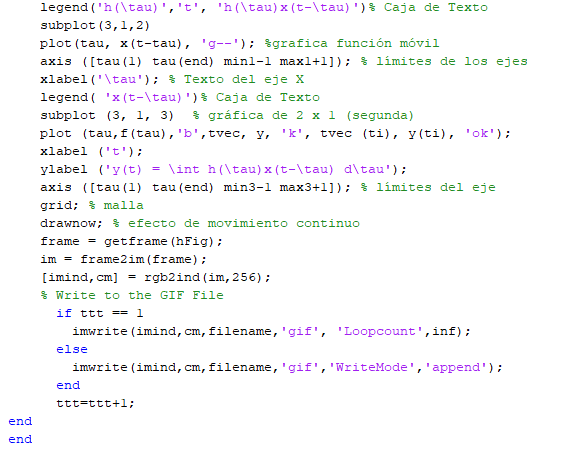 legend('h(\tau)','t', 'h(\tau)x(t-\tau)')% Caja de Texto
subplot(3,1,2)
plot(tau, x(t-tau), 'g--'); %grafica función móvil
axis ([tau(1) tau(end) min1-1 max1+1]); % límites de los ejes
xlabel('\tau'); % Texto del eje X
legend( 'x(t-\tau)')% Caja de Texto
subplot (3, 1, 3)  % gráfica de 2 x 1 (segunda)
plot (tau,f(tau),'b',tvec, y, 'k', tvec (ti), y(ti), 'ok');
xlabel ('t');
ylabel ('y(t) = \int h(\tau)x(t-\tau) d\tau');
axis ([tau(1) tau(end) min3-1 max3+1]); % límites del eje
grid; % malla
drawnow; % efecto de movimiento continuo
frame = getframe(hFig);
im = frame2im(frame);
[imind,cm] = rgb2ind(im,256);
% Write to the GIF File
if ttt == 1
imwrite(imind,cm,filename,'gif', 'Loopcount',inf);
else
imwrite(imind,cm,filename,'gif','WriteMode','append');
end
ttt=ttt+1;
end
end